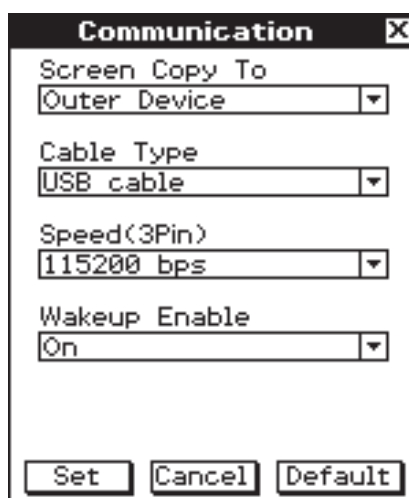 Communication X
Screen Copy To
Outer Device
Cable Type
USB cable
Speed(3Pin)
115200 bps
Wakeup Enable
On
Set Cancel Default